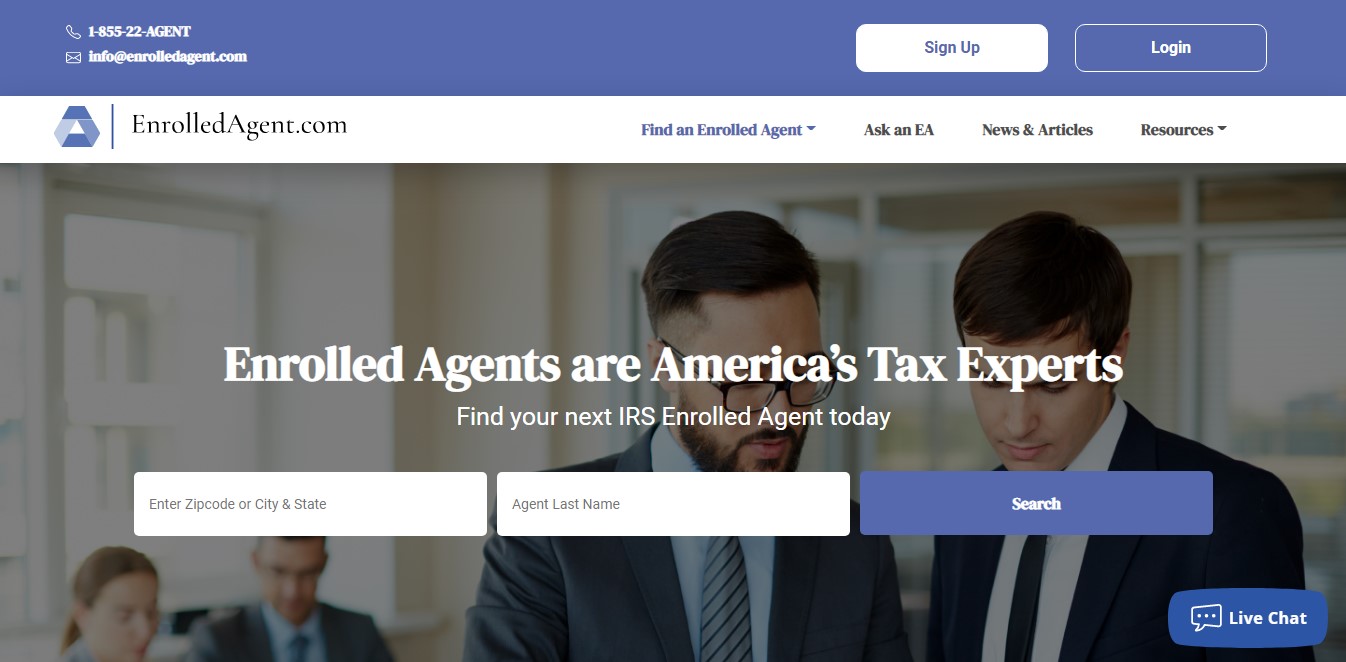 1-855-22-AGENT
info@enrolledagent.com
Sign Up
Login
EnrolledAgent.com
Find an Enrolled Agent
Ask an EA
News & Articles
Resources
Enrolled Agents are America’s Tax Experts
Find your next IRS Enrolled Agent today
Enter Zipcode or City & State
Agent Last Name
Search
Live Chat